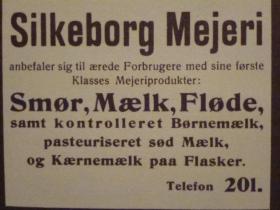 Silkeborg Mejeri
anbefaler sig til ærede Forbrugere med sine første
Klasses Mejeriprodukter:
Smør, Mælk, Fløde,
samt kontrolleret Børnemælk,
pasteuriseret sød Mælk,
og Kærnemælk paa Flasker.
Telefon 201.